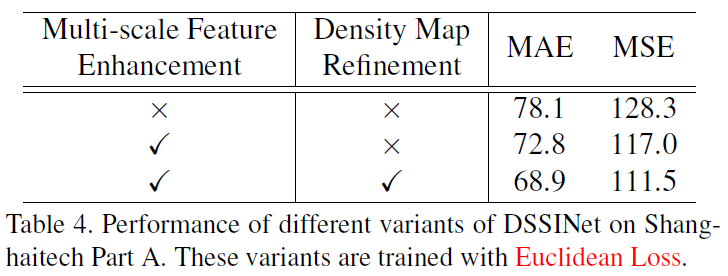 Multi-scale Feature Enhancement Density Map Refinement MAE MSE
× × 78.1 128.3
✓ × 72.8 117.0
✓ ✓ 68.9 111.5
Table 4. Performance of different variants of DSSINet on Shang-
haitech Part A. These variants are trained with Euclidean Loss.